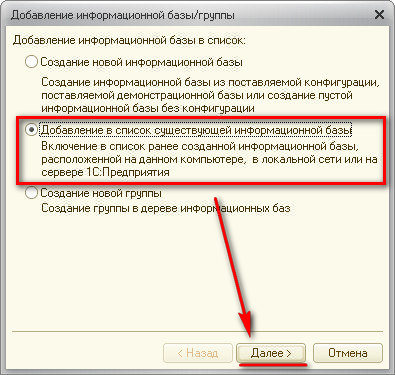 Добавление информационной базы/группы
Добавление информационной базы в список:
Создание новой информационной базы
Создание информационной базы из поставляемой конфигурации,
поставляемой демонстрационной базы или создание пустой
информационной базы без конфигурации
Добавление в список существующей информационной базы
Включение в список ранее созданной информационной базы,
расположенной на данном компьютере, в локальной сети или на
сервере 1С:Предприятия
Создание новой группы
Создание группы в дереве информационных баз
< Назад
Далее >
Отмена